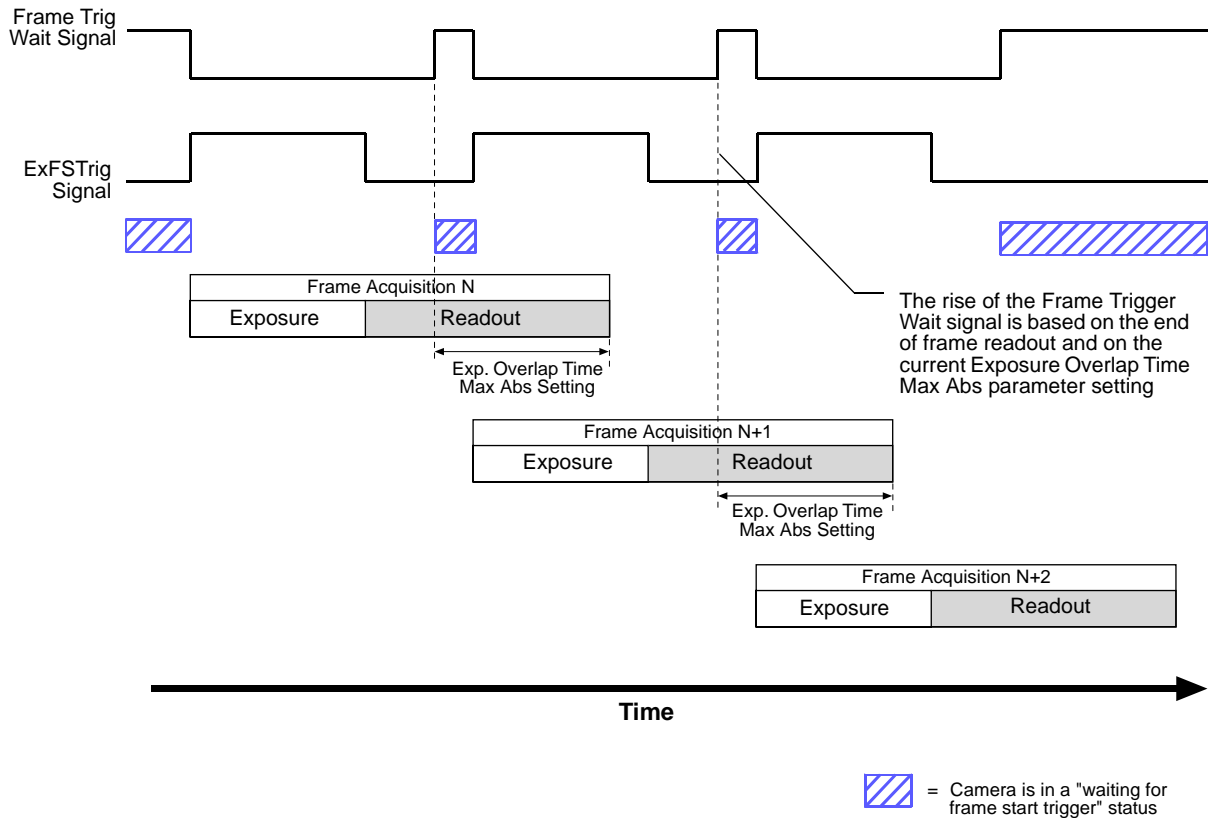 Frame Trig
Wait Signal
ExFSTrig
Signal
Frame Acquisition N
Exposure
Readout
Exp. Overlap Time
Max Abs Setting
The rise of the Frame Trigger
Wait signal is based on the end
of frame readout and on the
current Exposure Overlap Time
Max Abs parameter setting
Frame Acquisition N+1
Exposure
Readout
Exp. Overlap Time
Max Abs Setting
Frame Acquisition N+2
Exposure
Readout
Time
= Camera is in a "waiting for
frame start trigger" status